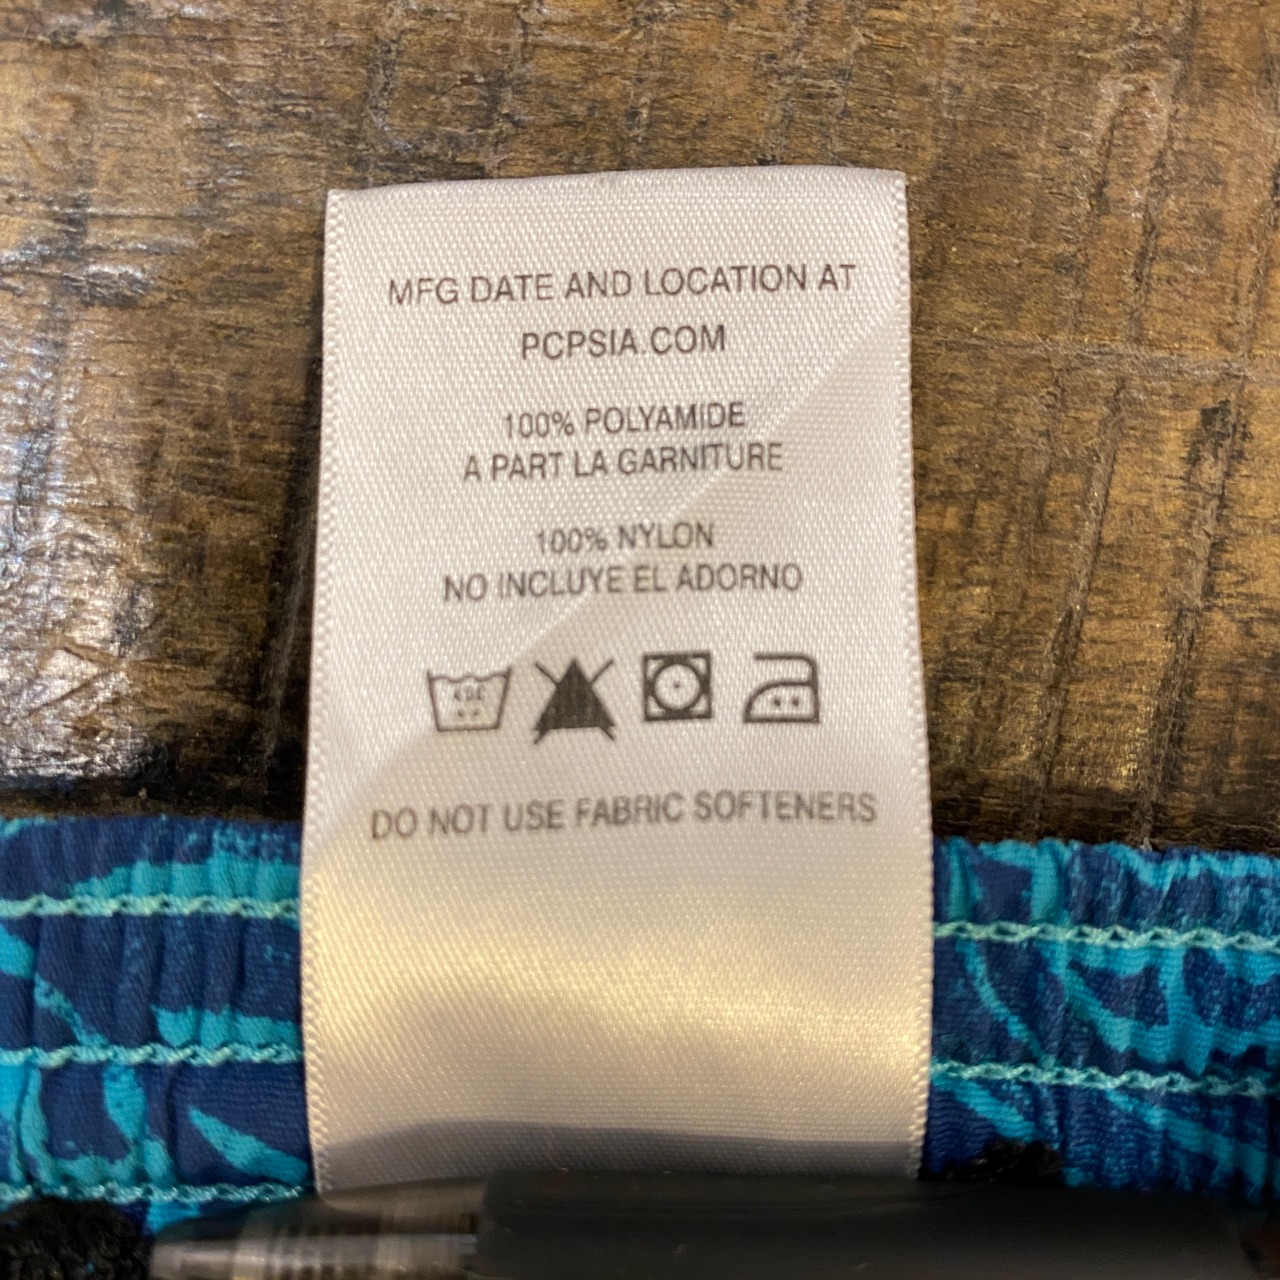 MFG DATE AND LOCATION AT
PCPSIA.COM
100% POLYAMIDE
A PART LA GARNITURE
100% NYLON
NO INCLUYE EL ADORNO
DO NOT USE FABRIC SOFTENERS